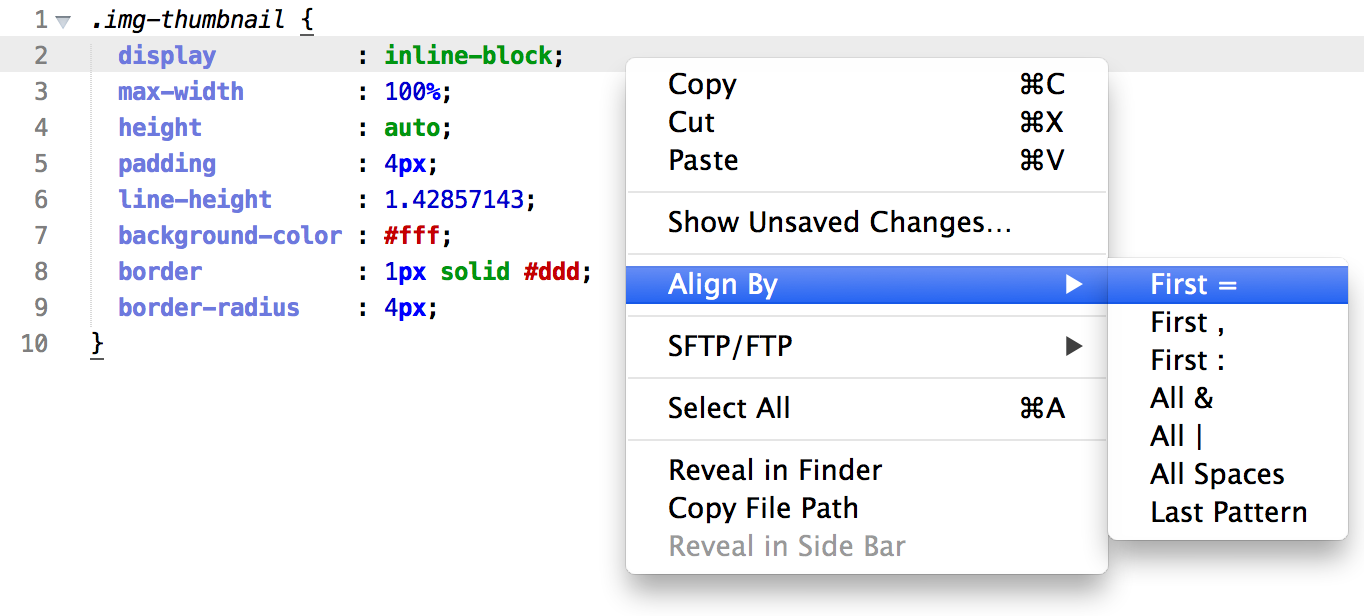 1 .img-thumbnail {
2   display          : inline-block;
3   max-width        : 100%;
4   height           : auto;
5   padding          : 4px;
6   line-height      : 1.42857143;
7   background-color : #fff;
8   border           : 1px solid #ddd;
9   border-radius    : 4px;
10 }
Copy ⌘C
Cut ⌘X
Paste ⌘V
Show Unsaved Changes...
Align By
SFTP/FTP
Select All ⌘A
Reveal in Finder
Copy File Path
Reveal in Side Bar
First =
First ,
First :
All &
All |
All Spaces
Last Pattern